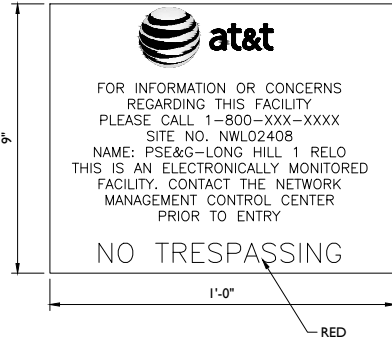 at&t
FOR INFORMATION OR CONCERNS
REGARDING THIS FACILITY
PLEASE CALL 1-800-XXX-XXXX
SITE NO. NWL02408
NAME: PSE&G-LONG HILL 1 RELO
THIS IS AN ELECTRONICALLY MONITORED
FACILITY. CONTACT THE NETWORK
MANAGEMENT CONTROL CENTER
PRIOR TO ENTRY
NO TRESPASSING
9"
1'-0"
RED